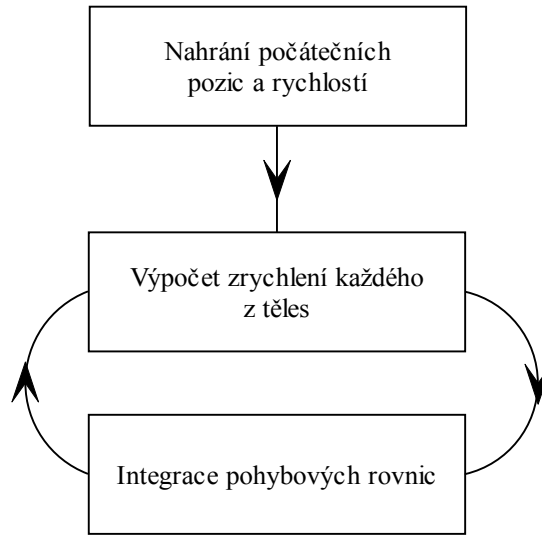 Nahrání počátečních
pozic a rychlostí
Výpočet zrychlení každého
z těles
Integrace pohybových rovnic